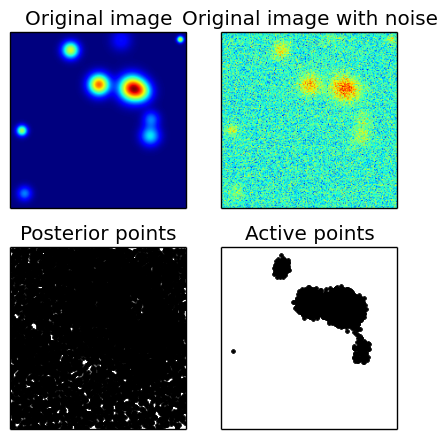 Original image
Original image with noise
Posterior points
Active points